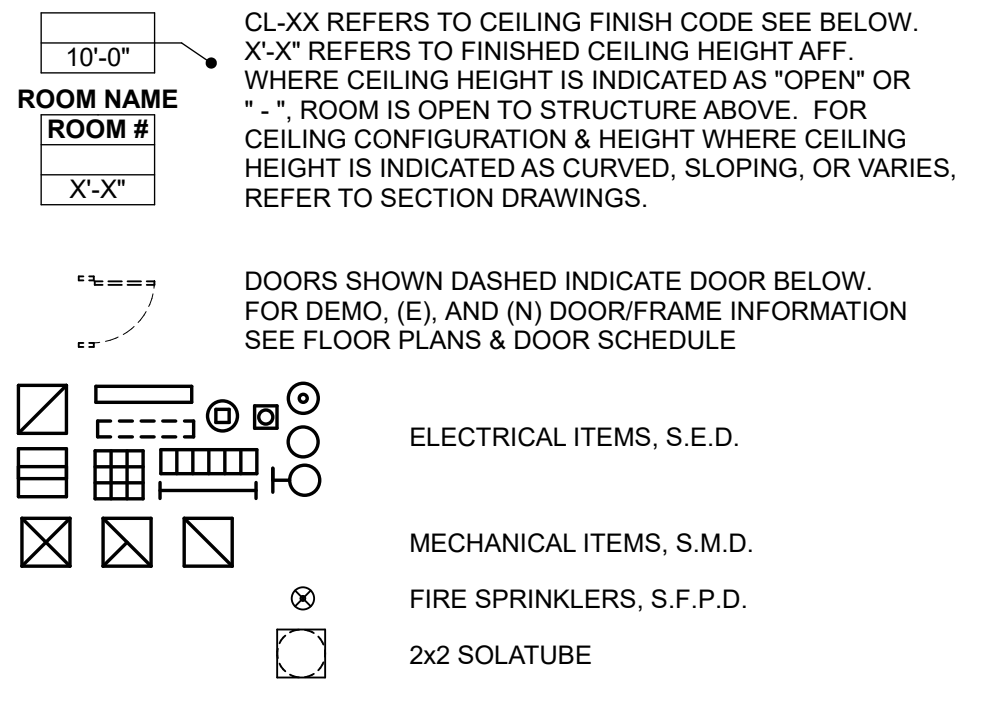 10'-0"
ROOM NAME
ROOM #
X'-X"
CL-XX REFERS TO CEILING FINISH CODE SEE BELOW.
X'-X" REFERS TO FINISHED CEILING HEIGHT AFF.
WHERE CEILING HEIGHT IS INDICATED AS "OPEN" OR
" - ", ROOM IS OPEN TO STRUCTURE ABOVE. FOR
CEILING CONFIGURATION & HEIGHT WHERE CEILING
HEIGHT IS INDICATED AS CURVED, SLOPING, OR VARIES,
REFER TO SECTION DRAWINGS.
DOORS SHOWN DASHED INDICATE DOOR BELOW.
FOR DEMO, (E), AND (N) DOOR/FRAME INFORMATION
SEE FLOOR PLANS & DOOR SCHEDULE
ELECTRICAL ITEMS, S.E.D.
MECHANICAL ITEMS, S.M.D.
FIRE SPRINKLERS, S.F.P.D.
2x2 SOLATUBE